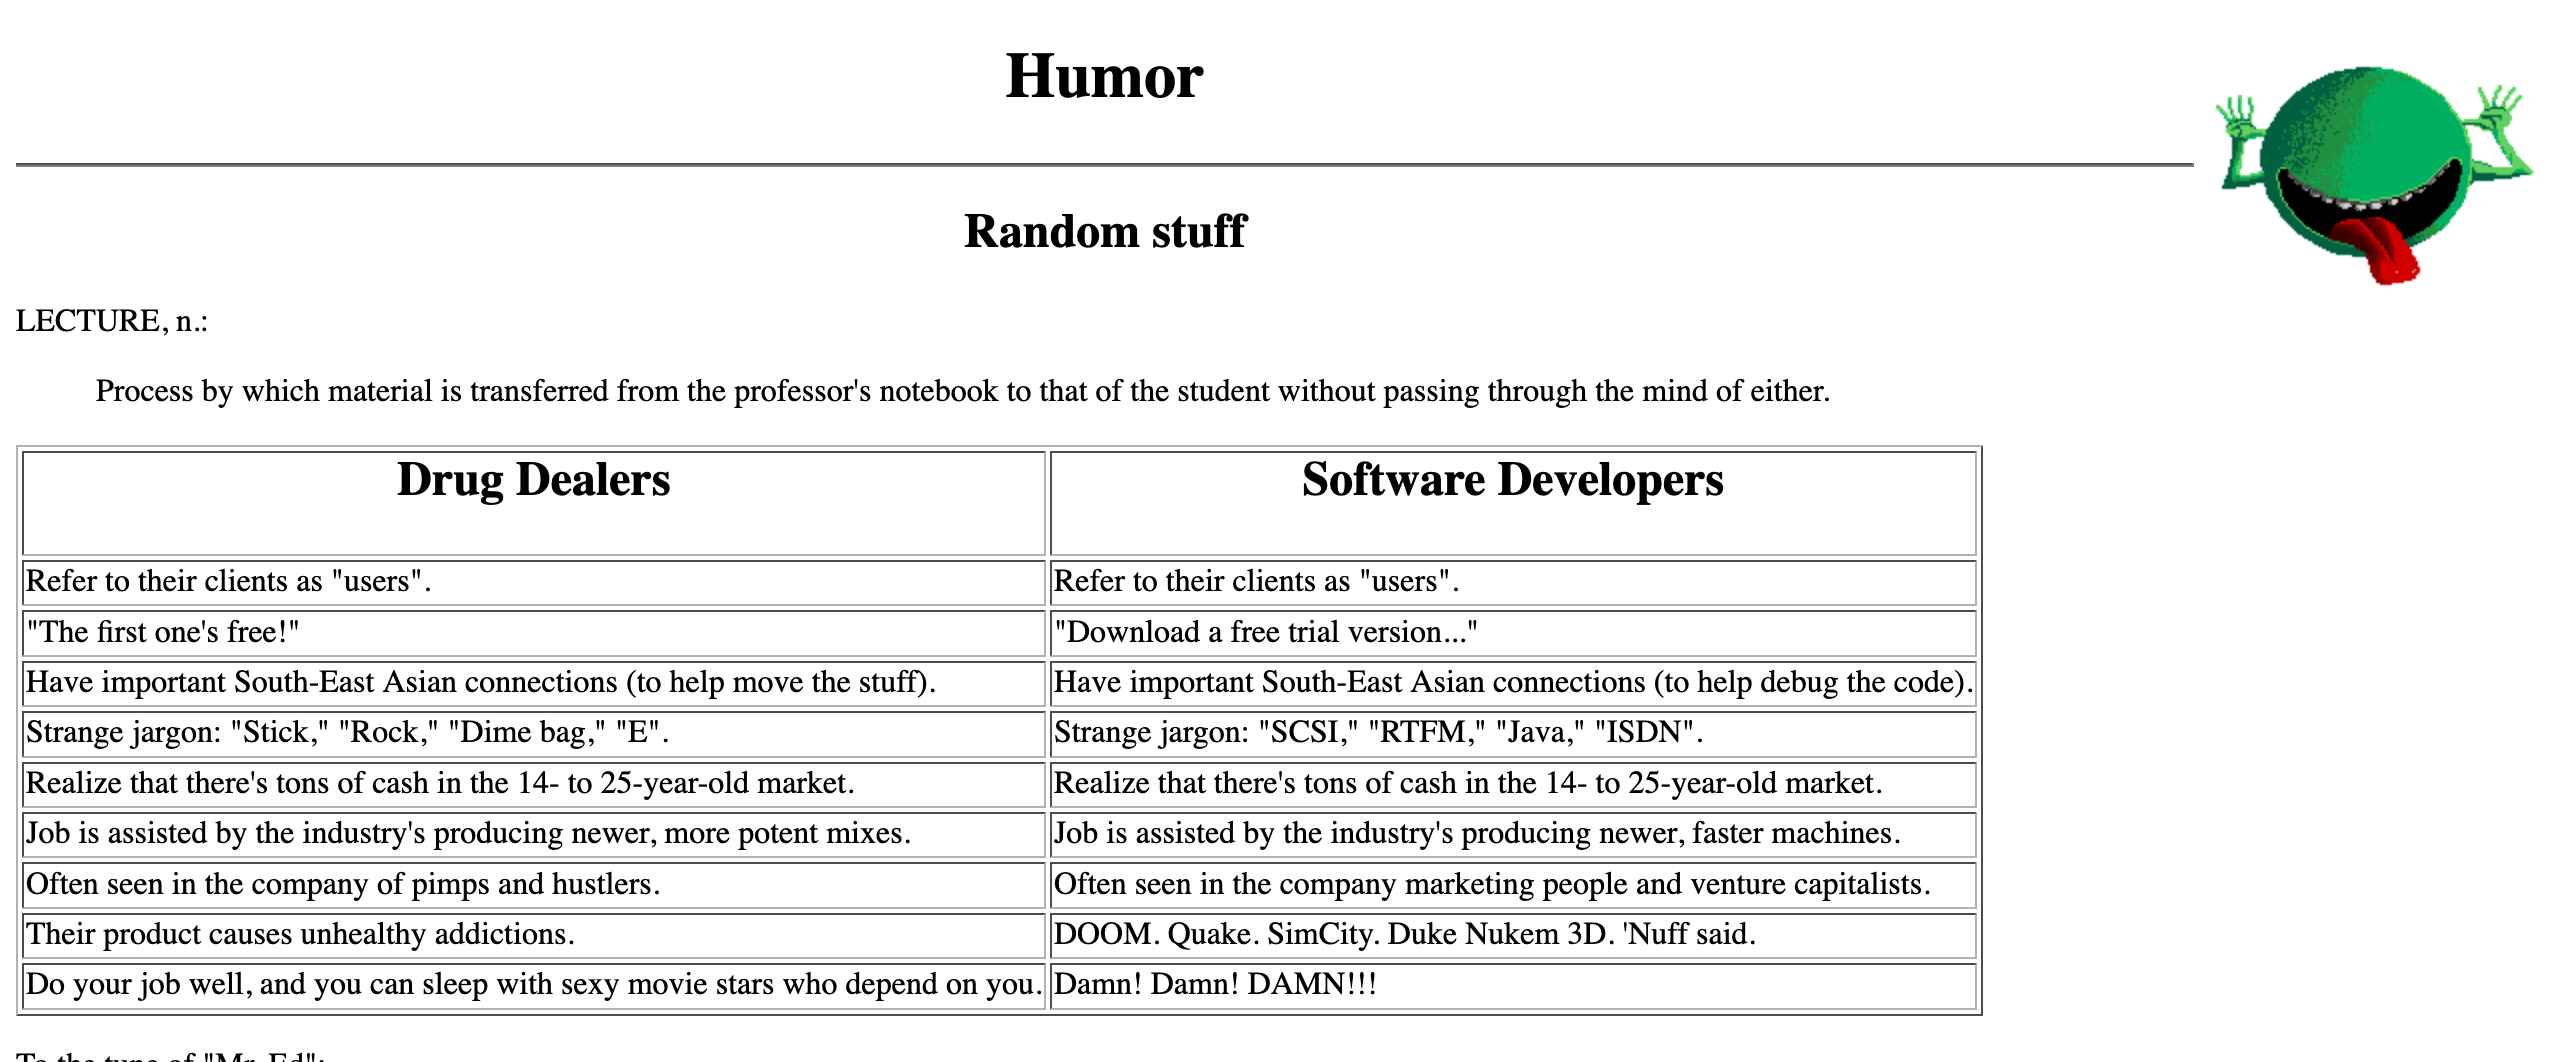 Humor
Random stuff
LECTURE, n.:
Process by which material is transferred from the professor's notebook to that of the student without passing through the mind of either.
Drug Dealers Software Developers
Refer to their clients as "users". Refer to their clients as "users".
"The first one's free!" "Download a free trial version..."
Have important South-East Asian connections (to help move the stuff). Have important South-East Asian connections (to help debug the code).
Strange jargon: "Stick," "Rock," "Dime bag," "E". Strange jargon: "SCSI," "RTFM," "Java," "ISDN".
Realize that there's tons of cash in the 14- to 25-year-old market. Realize that there's tons of cash in the 14- to 25-year-old market.
Job is assisted by the industry's producing newer, more potent mixes. Job is assisted by the industry's producing newer, faster machines.
Often seen in the company of pimps and hustlers. Often seen in the company marketing people and venture capitalists.
Their product causes unhealthy addictions. DOOM. Quake. SimCity. Duke Nukem 3D. 'Nuff said.
Do your job well, and you can sleep with sexy movie stars who depend on you. Damn! Damn! DAMN!!!
To the tune of "Mr. Ed":